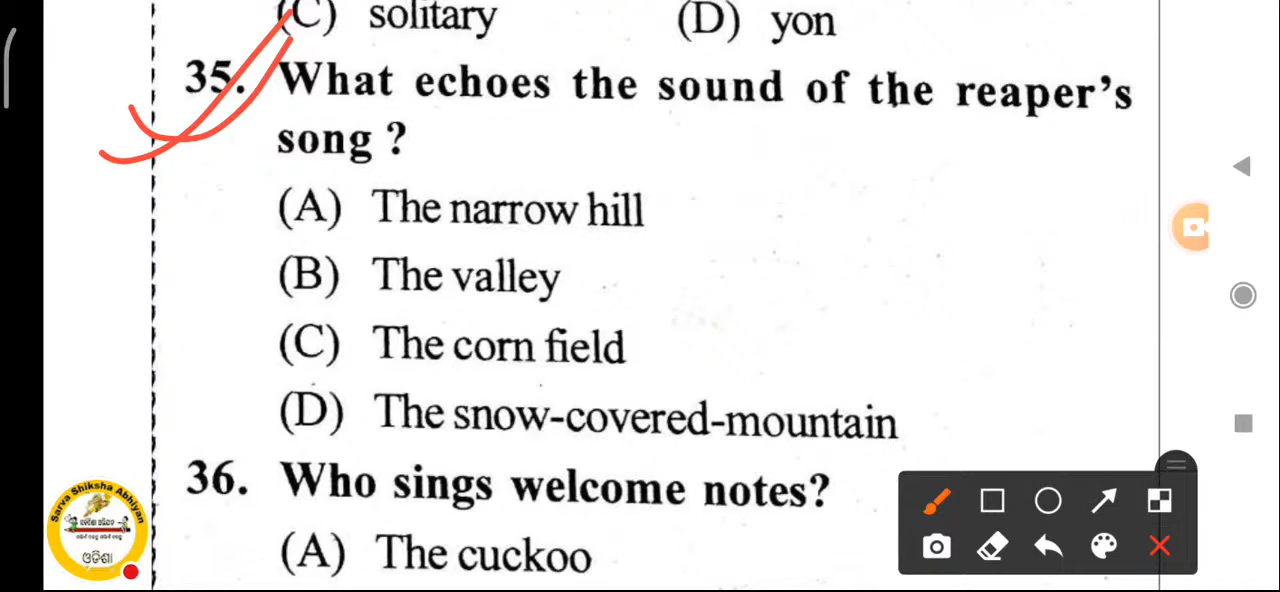 (C) solitary (D) yon
35. What echoes the sound of the reaper's
song ?
(A) The narrow hill
(B) The valley
(C) The corn field
(D) The snow-covered-mountain
36. Who sings welcome notes?
(A) The cuckoo
Sarva Shiksha Abhiyan
ଓଡିଶା